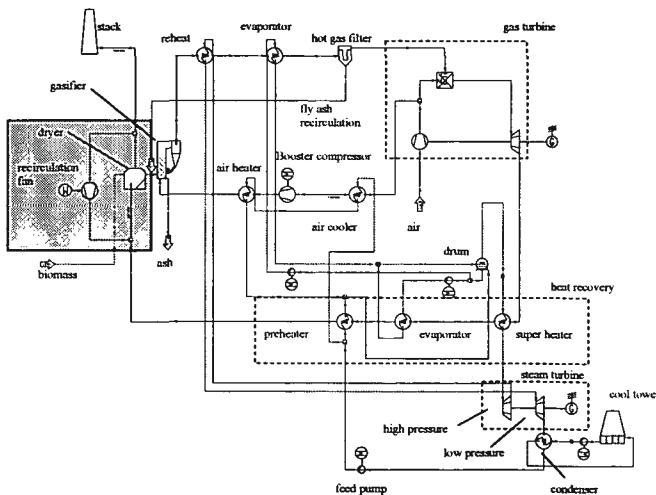 stack
reheat
evaporator
hot gas filter
gas turbine
gasifier
dryer
fly ash
recirculation
recirculation
fan
air heater
Booster compressor
M
G
air cooler
air
biomass
ash
drum
heat recovery
preheater
evaporator
super heater
steam turbine
G
cool towe
high pressure
low pressure
feed pump
condenser